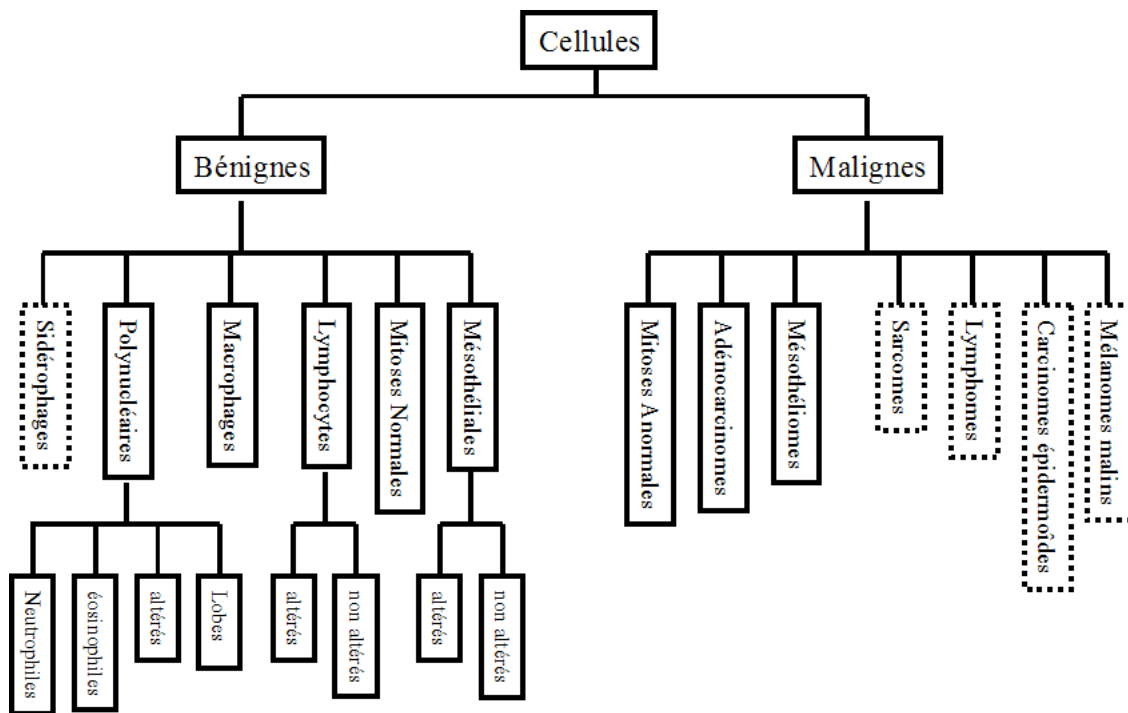 Cellules
Bénignes
Malignes
Sidérophages
Polynucléaires
Macrophages
Lymphocytes
Mitoses Normales
Mésothéliales
Mitoses Anormales
Adénocarcinomes
Mésothéliomes
Sarcomes
Lymphomes
Carcinomes épidermoîdes
Mélanomes malins
Neutrophiles
éosinophiles
altérés
Lobes
altérés
non altérés
altérés
non altérés